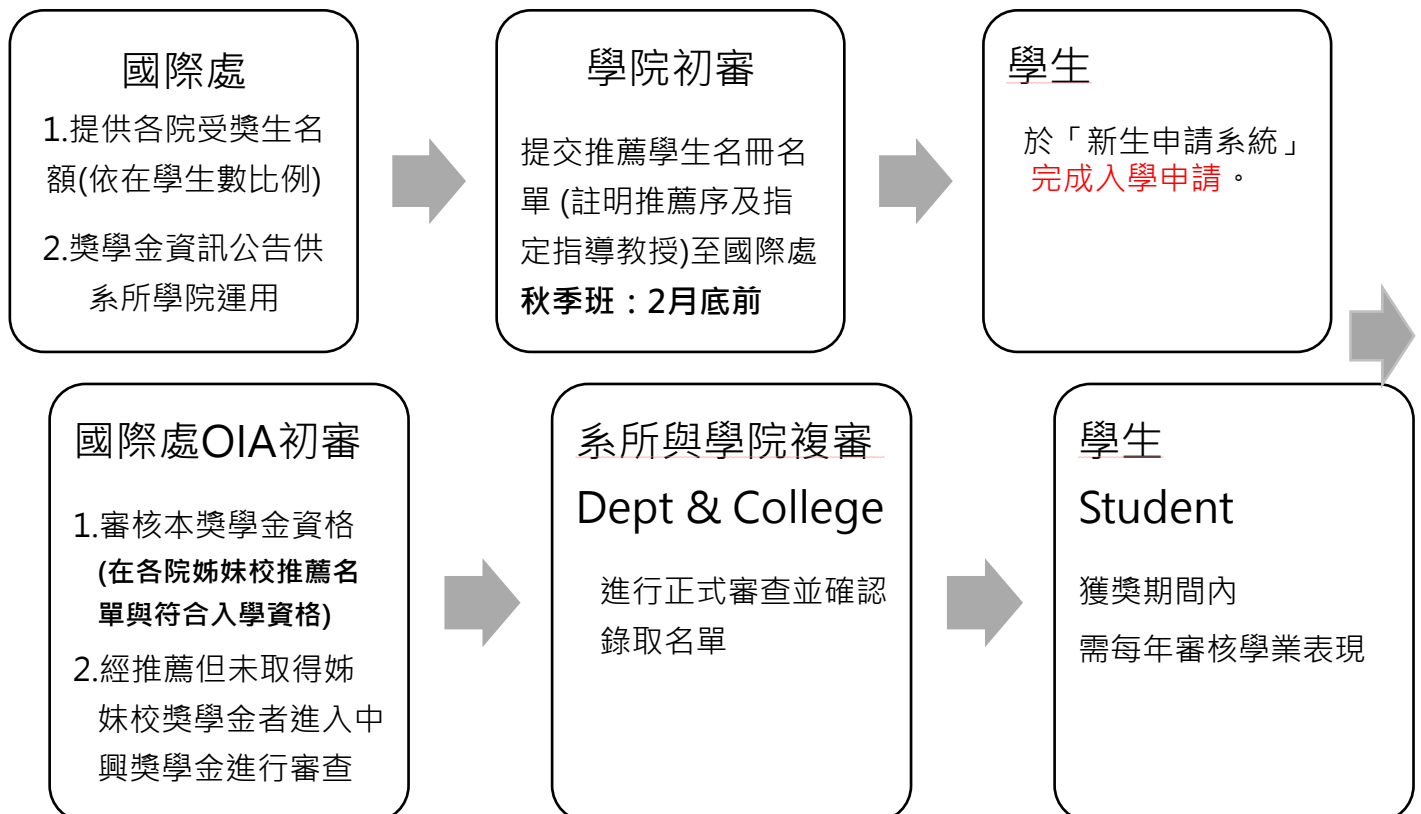 國際處
1.提供各院受獎生名
額(依在學生數比例)
2.獎學金資訊公告供
系所學院運用
學院初審
提交推薦學生名冊名
單 (註明推薦序及指
定指導教授)至國際處
秋季班：2月底前
學生
於「新生申請系統」
完成入學申請。
國際處OIA初審
1.審核本獎學金資格
(在各院姊妹校推薦名
單與符合入學資格)
2.經推薦但未取得姊
妹校獎學金者進入中
興獎學金進行審查
系所與學院複審
Dept & College
進行正式審查並確認
錄取名單
學生
Student
獲獎期間內
需每年審核學業表現